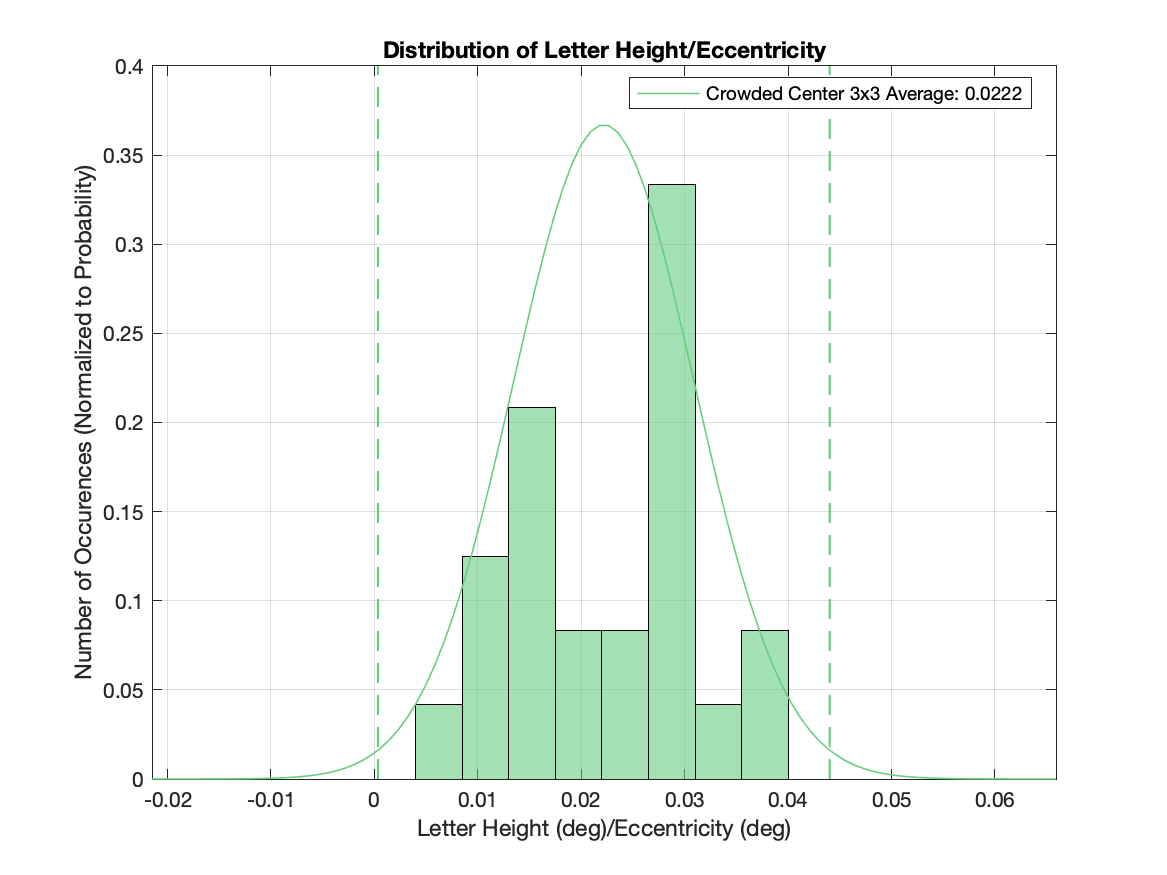 Distribution of Letter Height/Eccentricity
Crowded Center 3x3 Average: 0.0222
Number of Occurences (Normalized to Probability)
0.4
0.35
0.3
0.25
0.2
0.15
0.1
0.05
0
-0.02 -0.01 0 0.01 0.02 0.03 0.04 0.05 0.06
Letter Height (deg)/Eccentricity (deg)